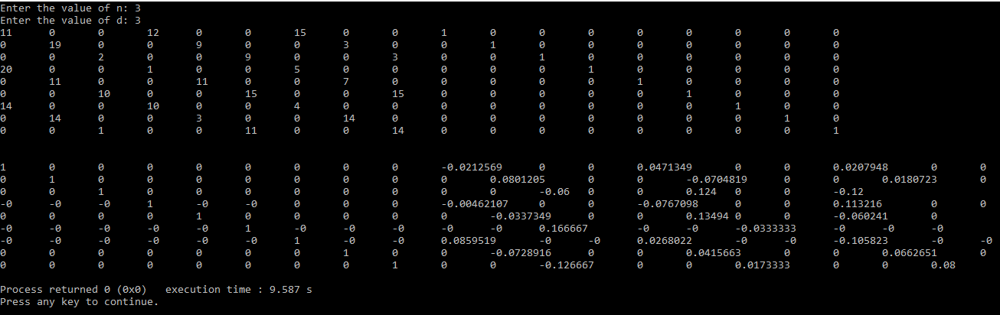 Enter the value of n: 3
Enter the value of d: 3
11 0 0 12 0 0 15 0 0 1 0 0 0 0 0 0 0 0
0 19 0 0 9 0 0 3 0 0 1 0 0 0 0 0 0 0
0 0 2 0 0 9 0 0 3 0 0 1 0 0 0 0 0 0
20 0 0 1 0 0 5 0 0 0 0 0 1 0 0 0 0 0
0 11 0 0 11 0 0 7 0 0 0 0 0 1 0 0 0 0
0 0 10 0 0 15 0 0 15 0 0 0 0 0 1 0 0 0
14 0 0 10 0 0 4 0 0 0 0 0 0 0 0 1 0 0
0 14 0 0 3 0 0 14 0 0 0 0 0 0 0 0 1 0
0 0 1 0 0 11 0 0 14 0 0 0 0 0 0 0 0 1
1 0 0 0 0 0 0 0 0 -0.0212569 0 0 0.0471349 0 0 0.0207948 0 0
0 1 0 0 0 0 0 0 0 0 0.0801205 0 0 -0.0704819 0 0 0.0180723 0
0 0 1 0 0 0 0 0 0 0 0 -0.06 0 0 0.124 0 0 -0.12
-0 -0 -0 1 -0 -0 0 0 0 -0.00462107 0 0 -0.0767098 0 0 0.113216 0 0
0 0 0 0 1 0 0 0 0 0 -0.0337349 0 0 0.13494 0 0 -0.060241 0
-0 -0 -0 -0 -0 1 -0 -0 -0 -0 -0 0.166667 -0 -0 -0.0333333 -0 -0 -0
-0 -0 -0 -0 -0 -0 1 -0 -0 0.0859519 -0 -0 0.0268022 -0 -0 -0.105823 -0 -0
0 0 0 0 0 0 0 1 0 0 -0.0728916 0 0 0.0415663 0 0 0.0662651 0
0 0 0 0 0 0 0 0 1 0 0 -0.126667 0 0 0.0173333 0 0 0.08
Process returned 0 (0x0) execution time : 9.587 s
Press any key to continue.